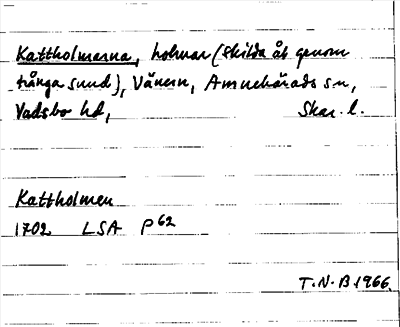 Kattholmarna, holmar (skilda åt genom
trånga sund), Vänern, Amnehärads sn,
Vadsbo hd, Skar. l.
Kattholmen
1702 LSA P62
T.N.B. 1966.